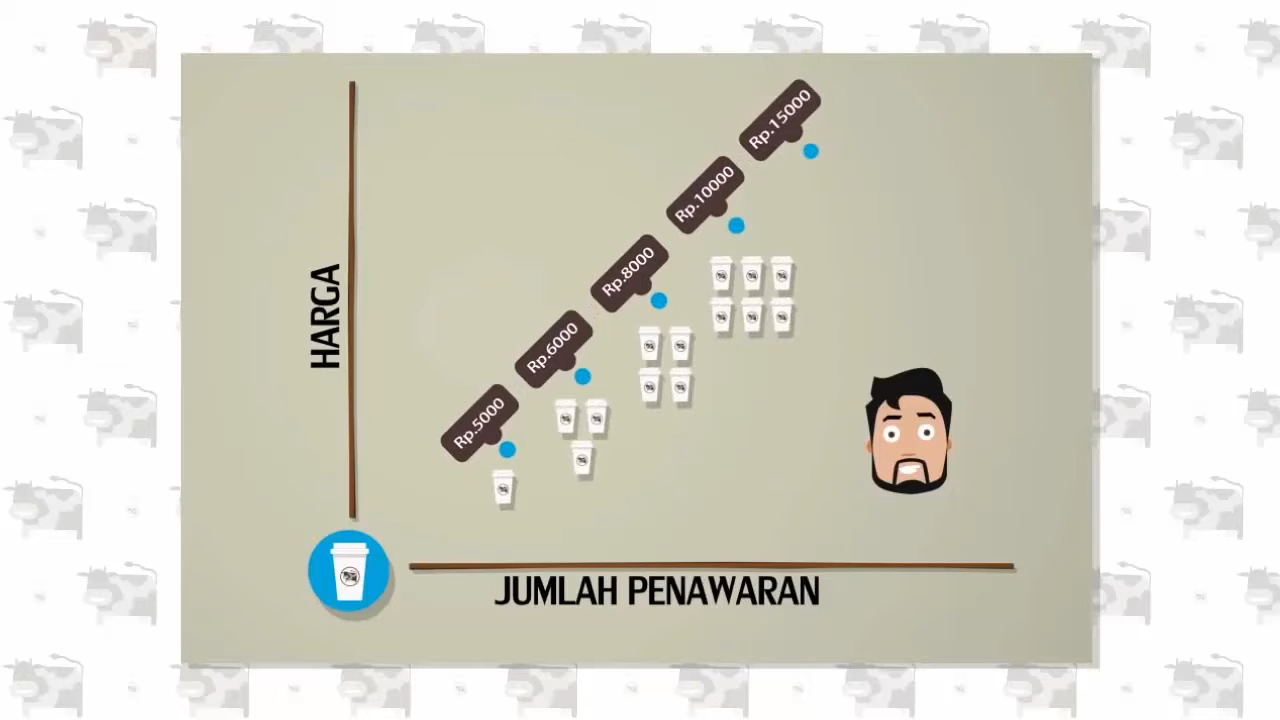 Rp.15000
Rp.10000
Rp.8000
Rp.6000
Rp.5000
HARGA
JUMLAH PENAWARAN